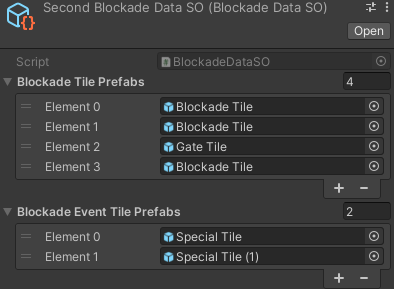 Second Blockade Data SO (Blockade Data SO)
Open
Script BlockadeDataSO
Blockade Tile Prefabs 4
Element 0 Blockade Tile
Element 1 Blockade Tile
Element 2 Gate Tile
Element 3 Blockade Tile
+ −
Blockade Event Tile Prefabs 2
Element 0 Special Tile
Element 1 Special Tile (1)
+ −